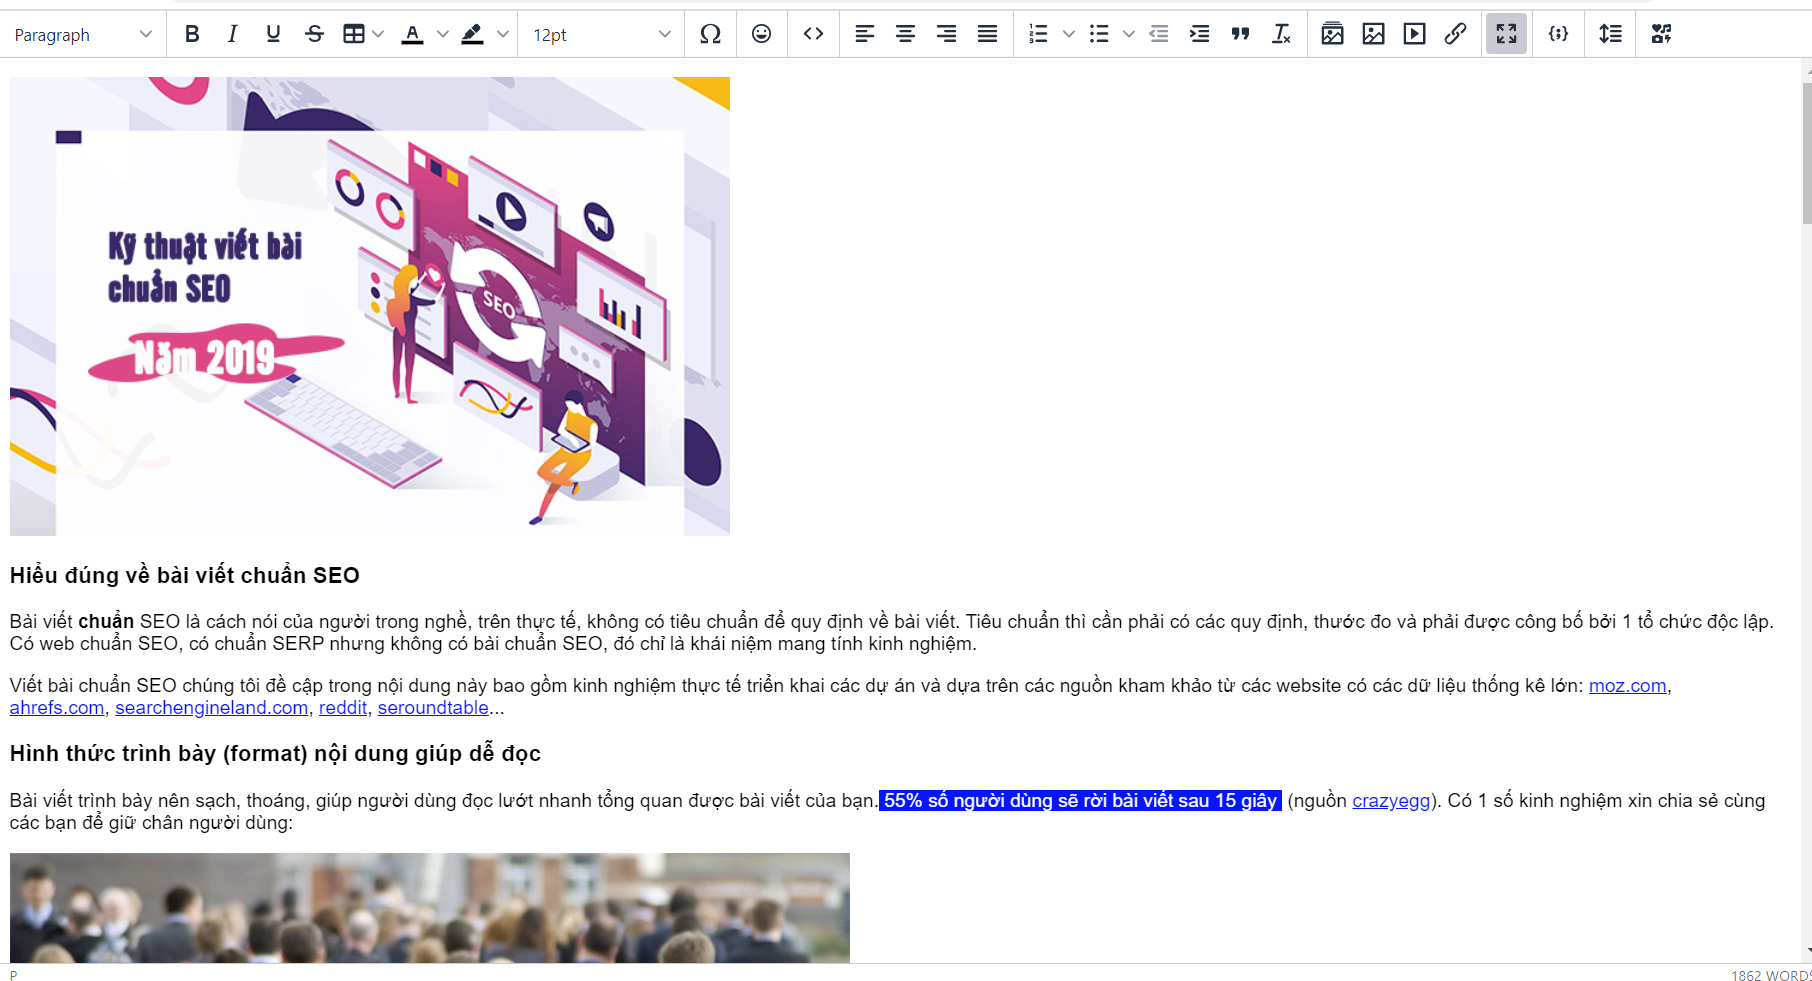 Paragraph
12pt
Kỹ thuật viết bài
chuẩn SEO
Năm 2019
SEO
Hiểu đúng về bài viết chuẩn SEO
Bài viết chuẩn SEO là cách nói của người trong nghề, trên thực tế, không có tiêu chuẩn để quy định về bài viết. Tiêu chuẩn thì cần phải có các quy định, thước đo và phải được công bố bởi 1 tổ chức độc lập.
Có web chuẩn SEO, có chuẩn SERP nhưng không có bài chuẩn SEO, đó chỉ là khái niệm mang tính kinh nghiệm.
Viết bài chuẩn SEO chúng tôi đề cập trong nội dung này bao gồm kinh nghiệm thực tế triển khai các dự án và dựa trên các nguồn kham khảo từ các website có các dữ liệu thống kê lớn: moz.com,
ahrefs.com, searchengineland.com, reddit, seroundtable...
Hình thức trình bày (format) nội dung giúp dễ đọc
Bài viết trình bày nên sạch, thoáng, giúp người dùng đọc lướt nhanh tổng quan được bài viết của bạn. 55% số người dùng sẽ rời bài viết sau 15 giây (nguồn crazyegg). Có 1 số kinh nghiệm xin chia sẻ cùng
các bạn để giữ chân người dùng:
P
1862 WORDS